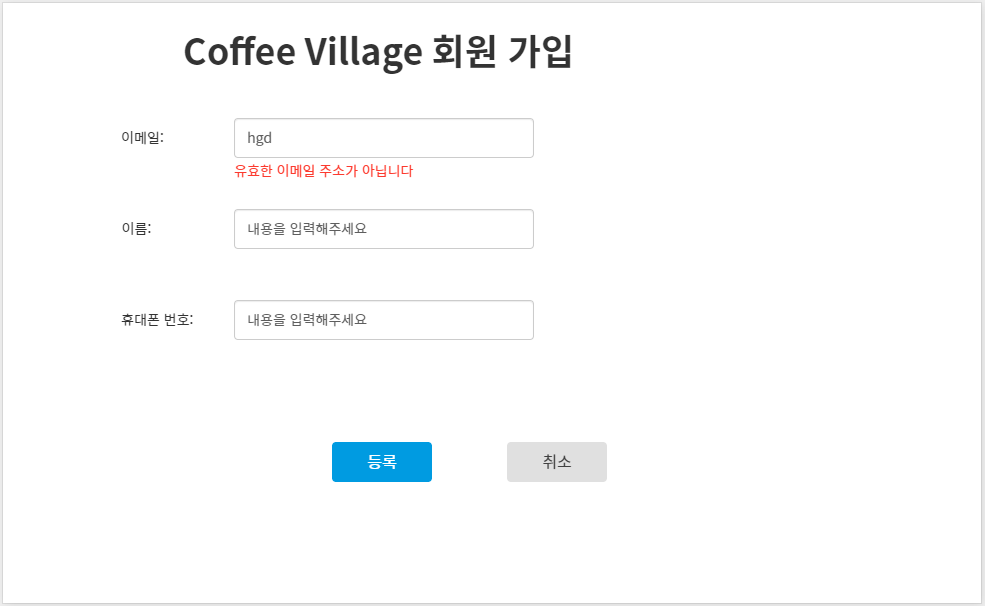 Coffee Village 회원 가입
이메일: hgd
유효한 이메일 주소가 아닙니다
이름: 내용을 입력해주세요
휴대폰 번호: 내용을 입력해주세요
등록 취소